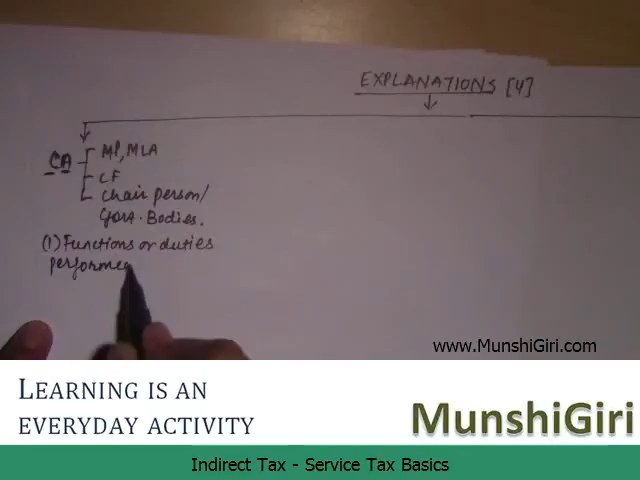 EXPLANATIONS [4]
CA
MP, MLA
CF
Chair person/
Govt. Bodies.
(1) Functions or duties
performe
www.MunshiGiri.com
LEARNING IS AN
EVERYDAY ACTIVITY
MunshiGiri
Indirect Tax - Service Tax Basics